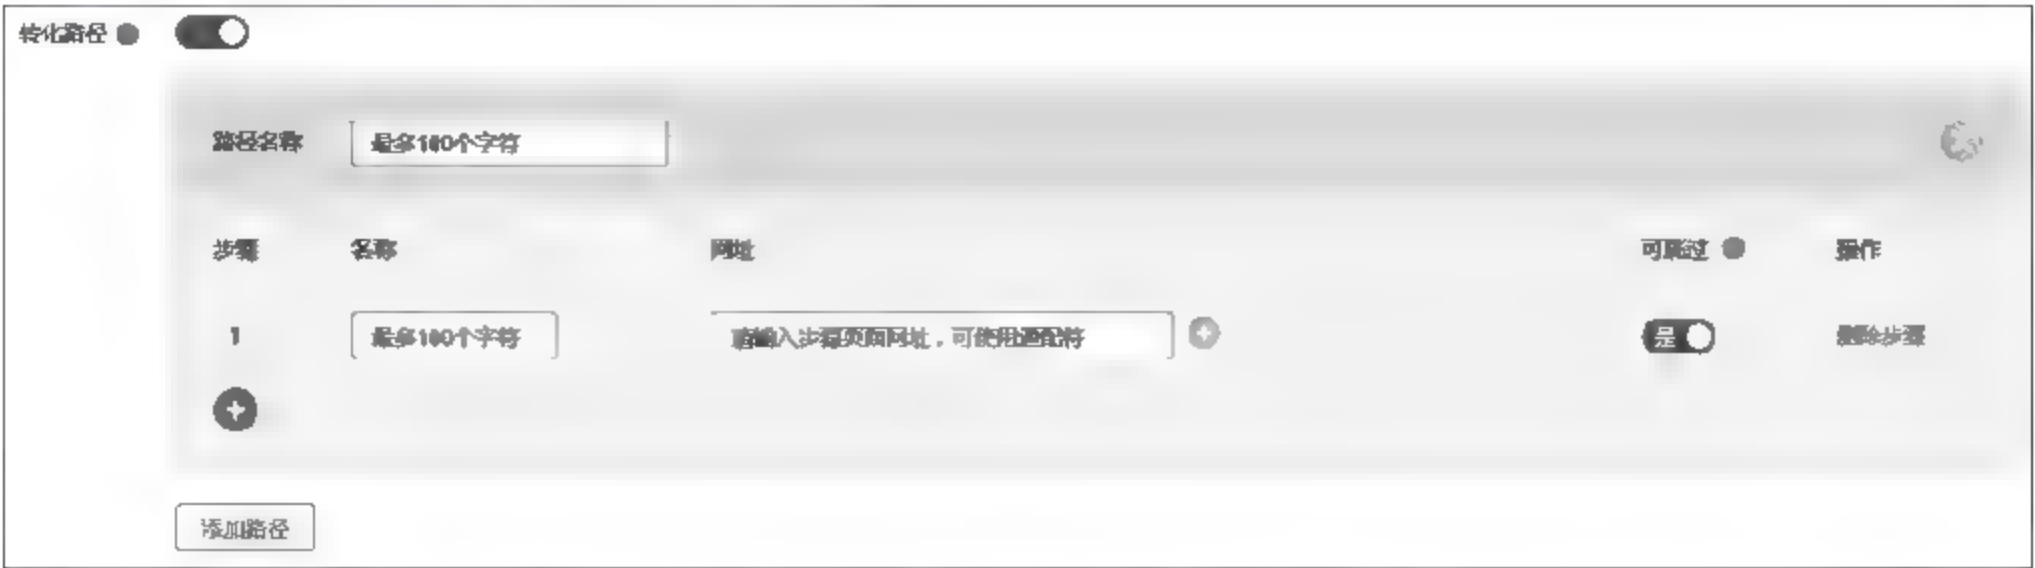 转化路径
路径名称 最多100个字符
步骤 名称 网址 可跳过 操作
1 最多100个字符 请输入步骤页面网址，可使用通配符 是 删除步骤
添加路径